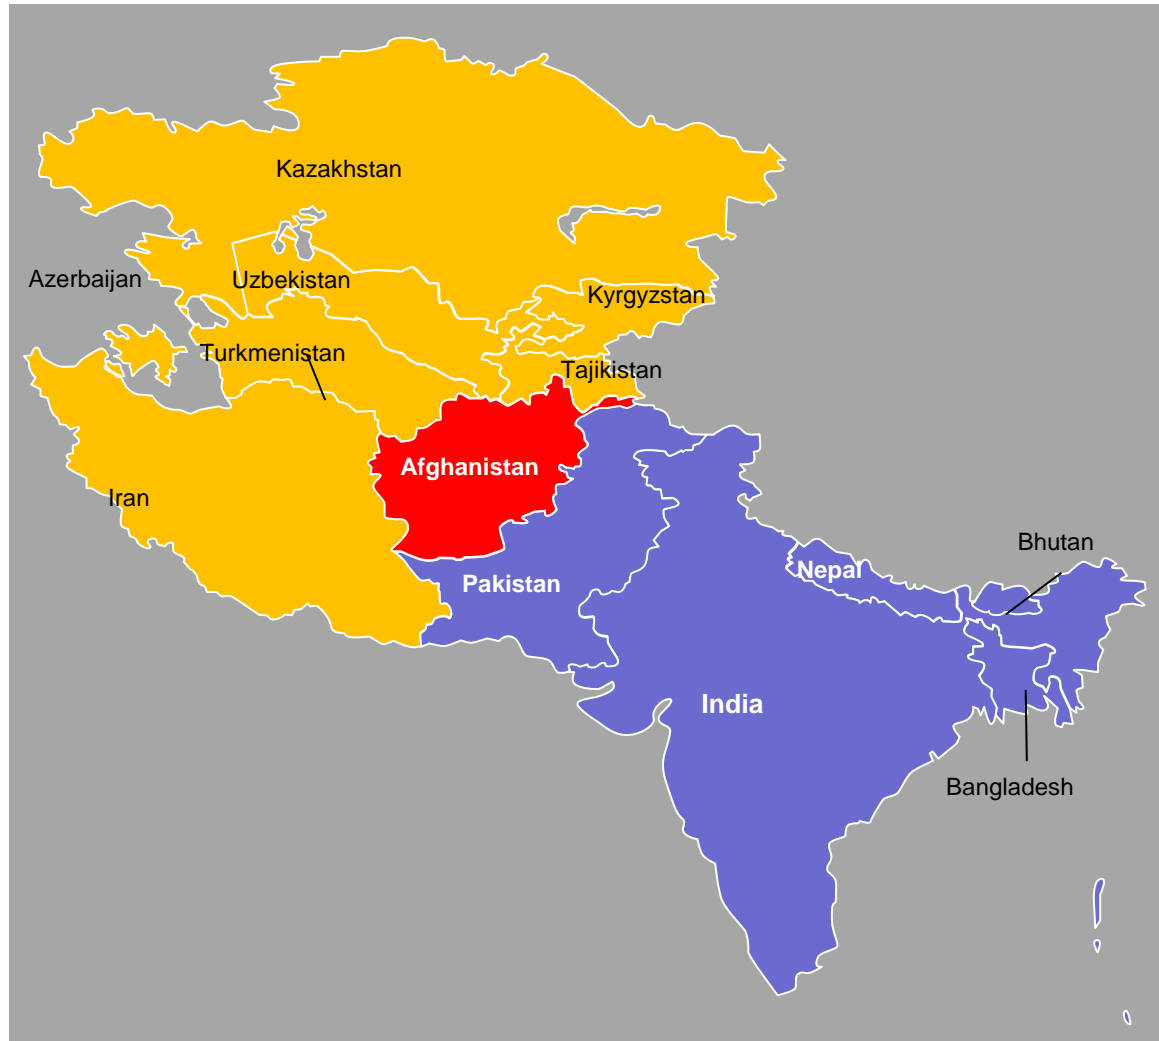 Kazakhstan
Azerbaijan
Uzbekistan
Kyrgyzstan
Turkmenistan
Tajikistan
Afghanistan
Iran
Bhutan
Pakistan
Nepal
India
Bangladesh